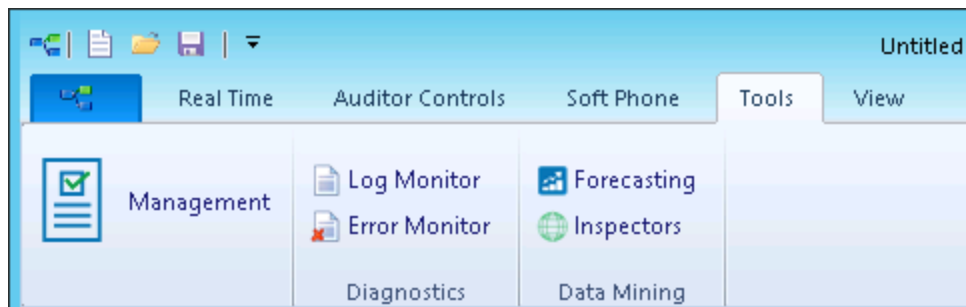 Untitled
Real Time Auditor Controls Soft Phone Tools View
Management
Log Monitor
Error Monitor
Diagnostics
Forecasting
Inspectors
Data Mining